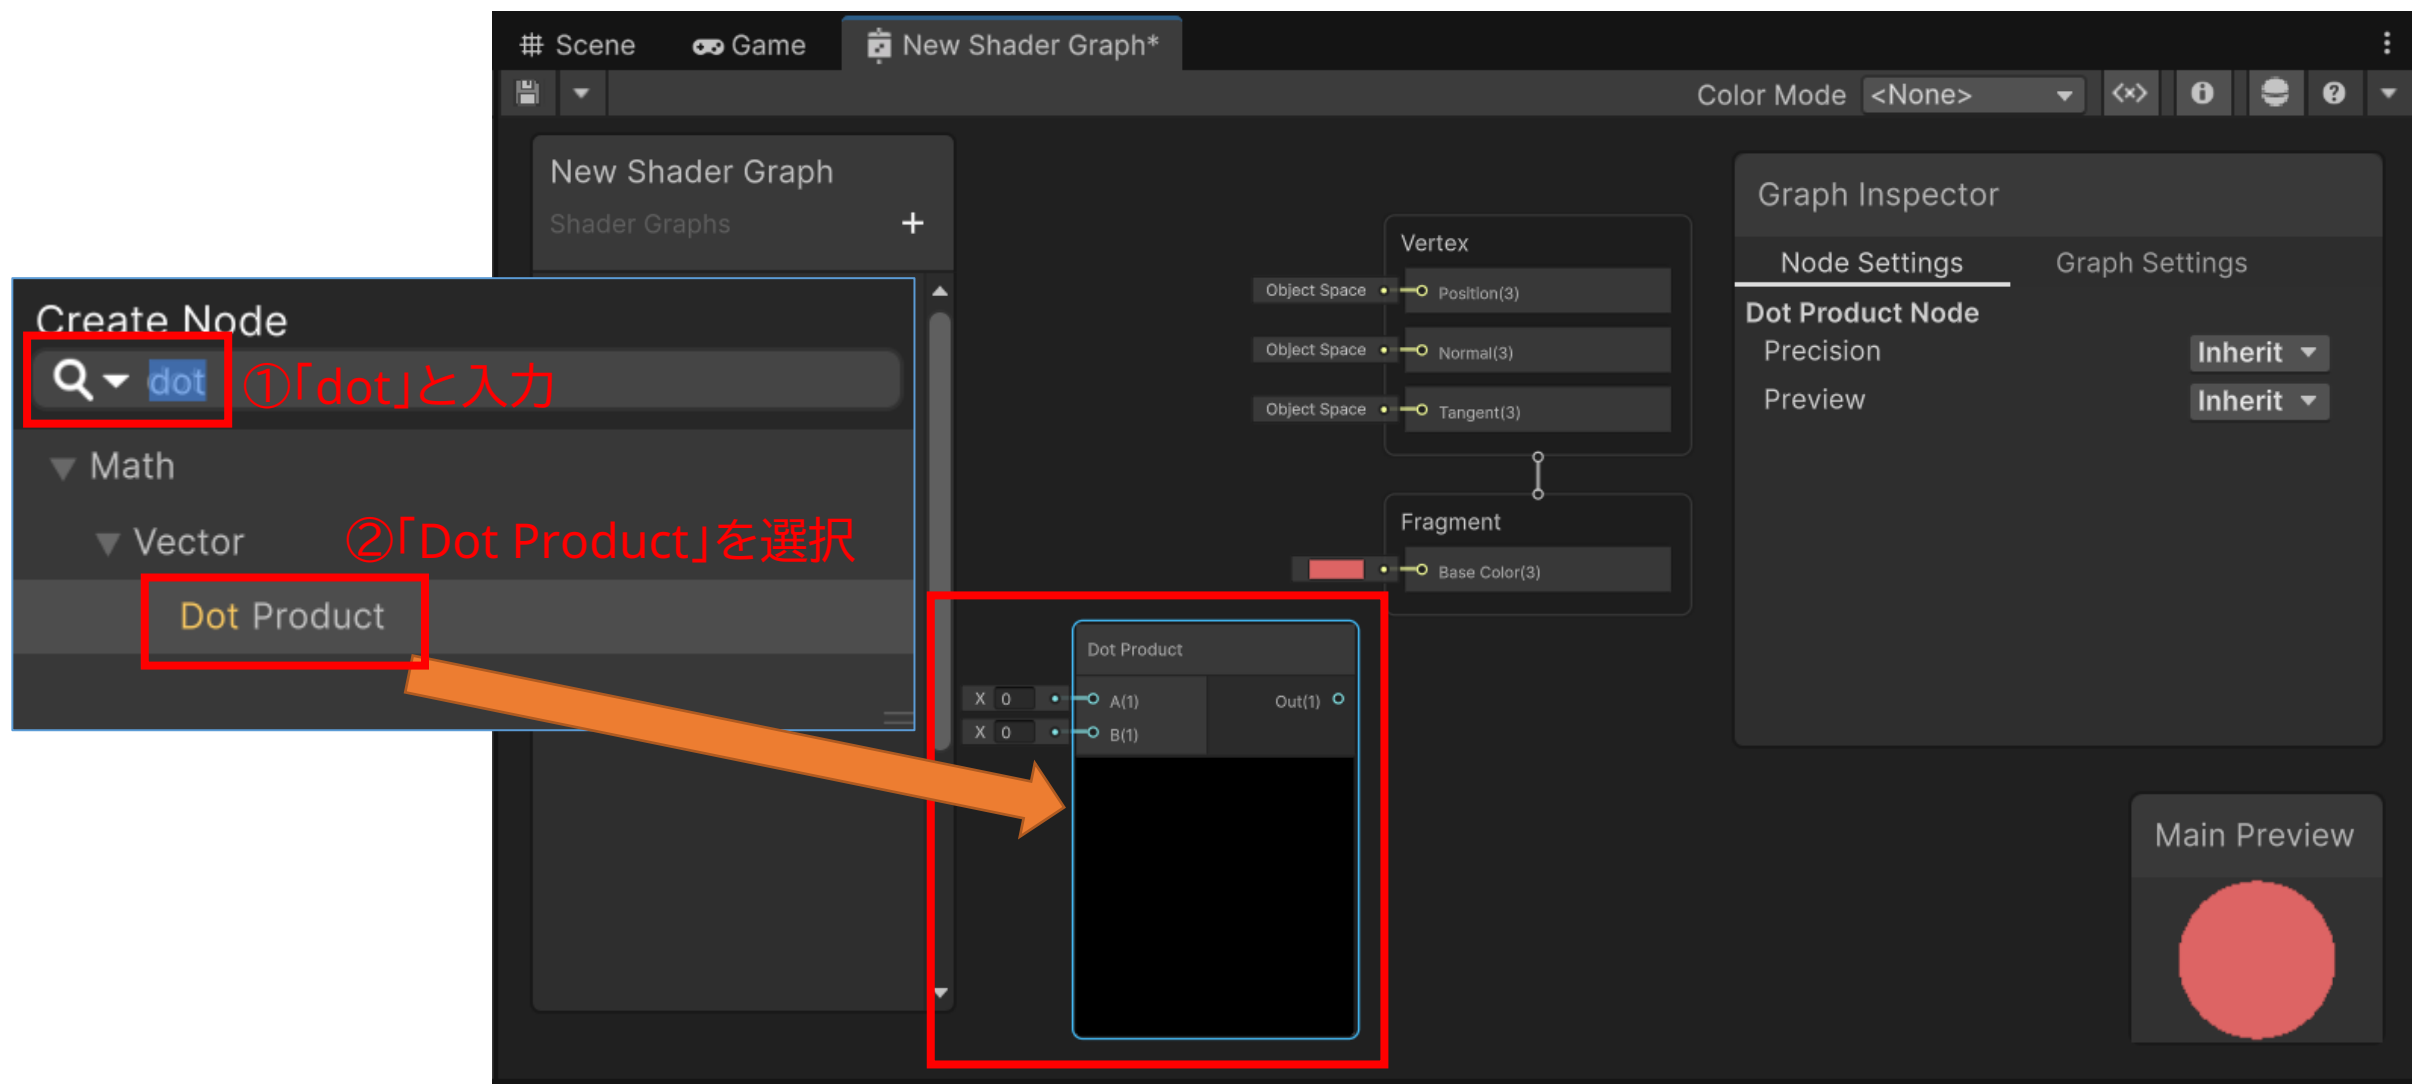 Scene Game New Shader Graph*
Color Mode <None>
New Shader Graph
Shader Graphs
Create Node
dot ①「dot」と入力
Math
Vector ②「Dot Product」を選択
Dot Product
Vertex
Object Space Position(3)
Object Space Normal(3)
Object Space Tangent(3)
Fragment
Base Color(3)
Dot Product
X 0 A(1) Out(1)
X 0 B(1)
Graph Inspector
Node Settings Graph Settings
Dot Product Node
Precision Inherit
Preview Inherit
Main Preview